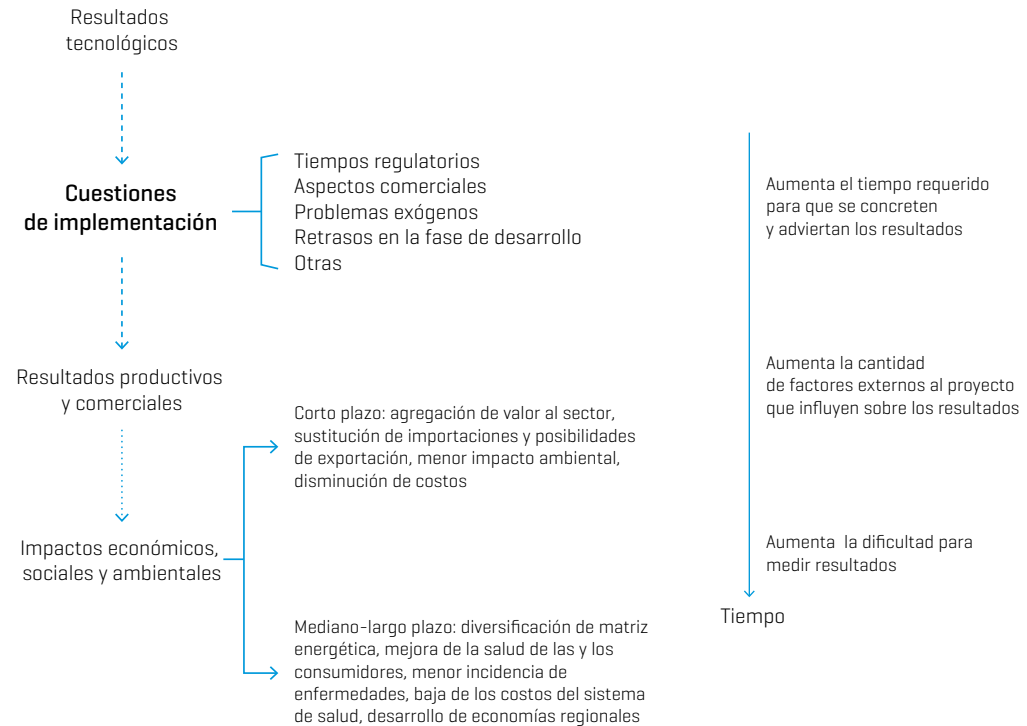 Resultados
tecnológicos
Cuestiones
de implementación
Tiempos regulatorios
Aspectos comerciales
Problemas exógenos
Retrasos en la fase de desarrollo
Otras
Resultados productivos
y comerciales
Impactos económicos,
sociales y ambientales
Corto plazo: agregación de valor al sector,
sustitución de importaciones y posibilidades
de exportación, menor impacto ambiental,
disminución de costos
Mediano-largo plazo: diversificación de matriz
energética, mejora de la salud de las y los
consumidores, menor incidencia de
enfermedades, baja de los costos del sistema
de salud, desarrollo de economías regionales
Aumenta el tiempo requerido
para que se concreten
y adviertan los resultados
Aumenta la cantidad
de factores externos al proyecto
que influyen sobre los resultados
Aumenta la dificultad para
medir resultados
Tiempo